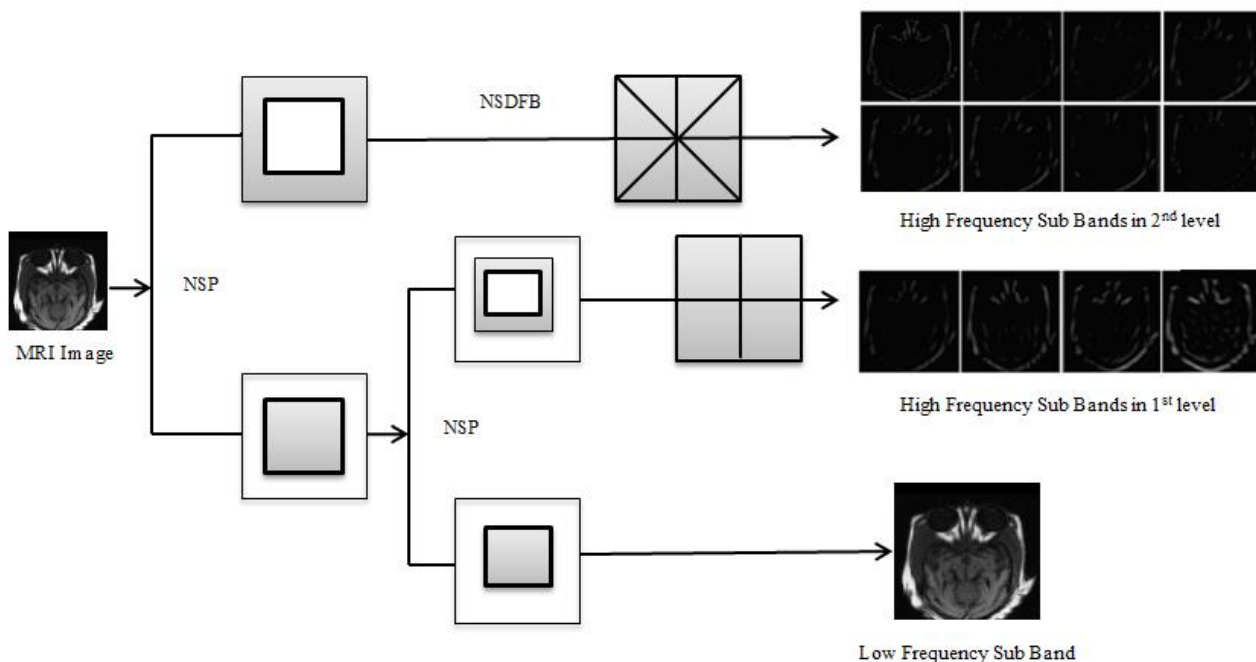 NSDFB
High Frequency Sub Bands in 2nd level
NSP
MRI Image
High Frequency Sub Bands in 1st level
NSP
Low Frequency Sub Band